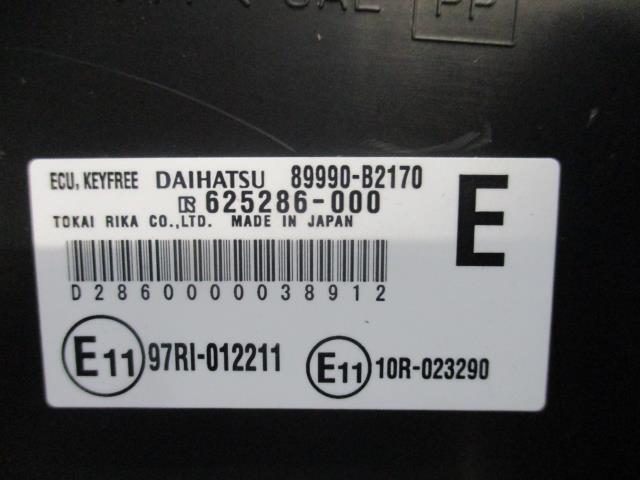 PP
ECU, KEYFREE DAIHATSU 89990-B2170
R 625286-000
TOKAI RIKA CO.,LTD. MADE IN JAPAN
E
D28600000038912
E11 97RI-012211
E11 10R-023290